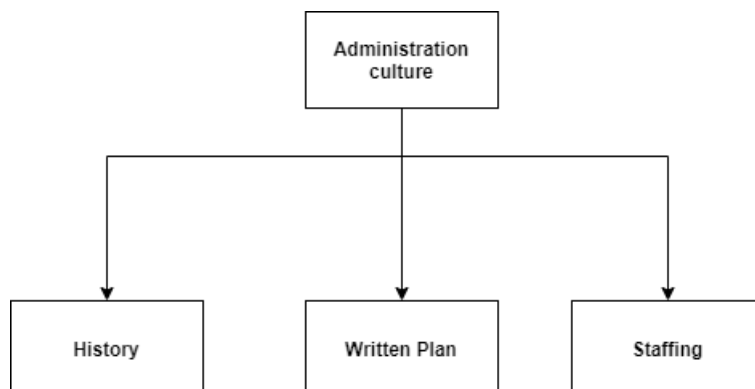 Administration
culture
History
Written Plan
Staffing